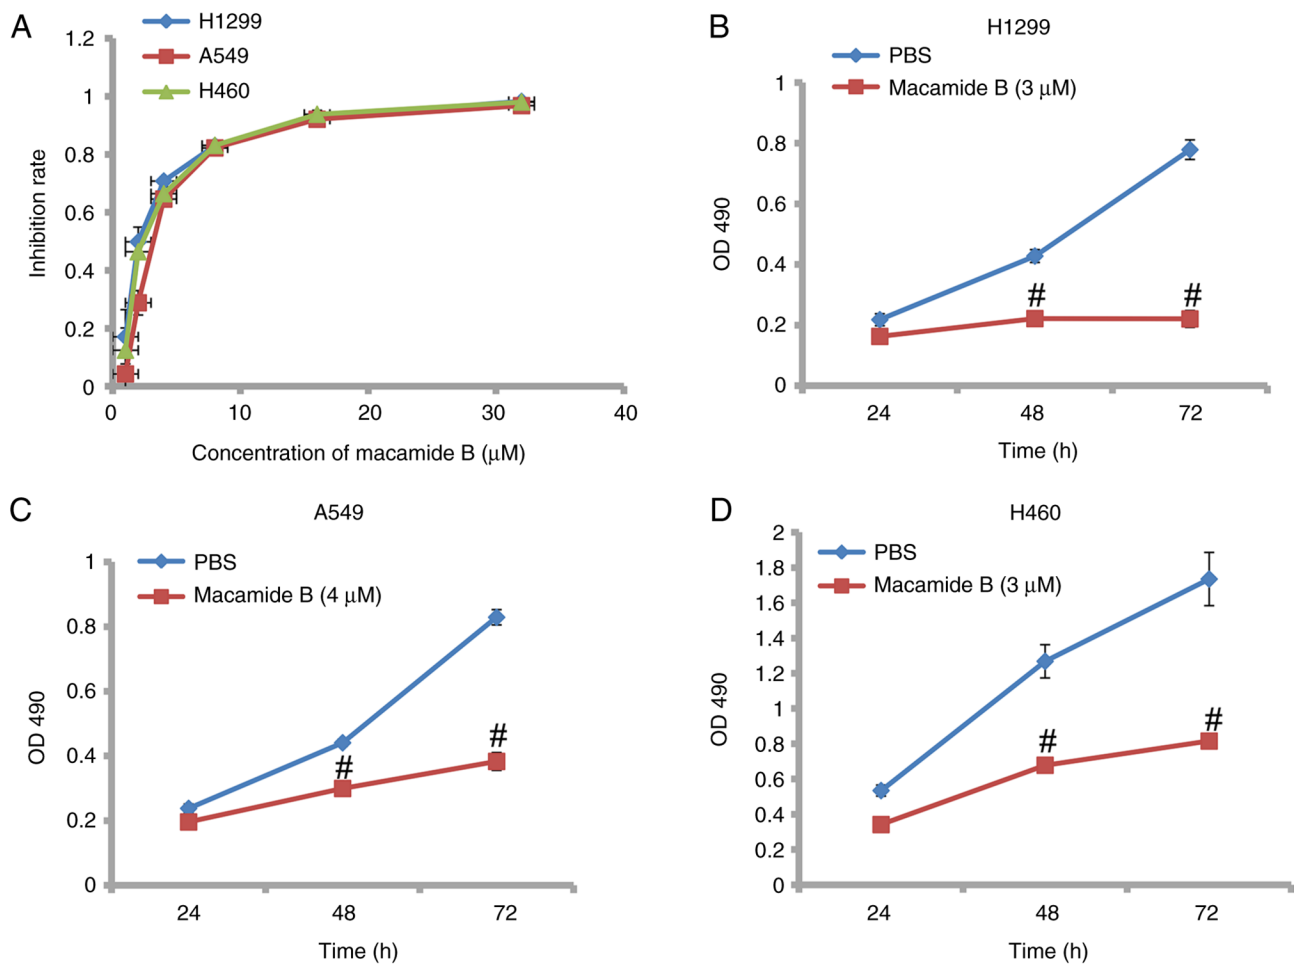 A
H1299
A549
H460
1.2
1
0.8
0.6
0.4
0.2
0
Inhibition rate
0 10 20 30 40
Concentration of macamide B (μM)
B
H1299
PBS
Macamide B (3 μM)
1
0.8
0.6
0.4
0.2
0
OD 490
# #
24 48 72
Time (h)
C
A549
PBS
Macamide B (4 μM)
1
0.8
0.6
0.4
0.2
0
OD 490
# #
24 48 72
Time (h)
D
H460
PBS
Macamide B (3 μM)
2
1.8
1.6
1.4
1.2
1
0.8
0.6
0.4
0.2
0
OD 490
# #
24 48 72
Time (h)